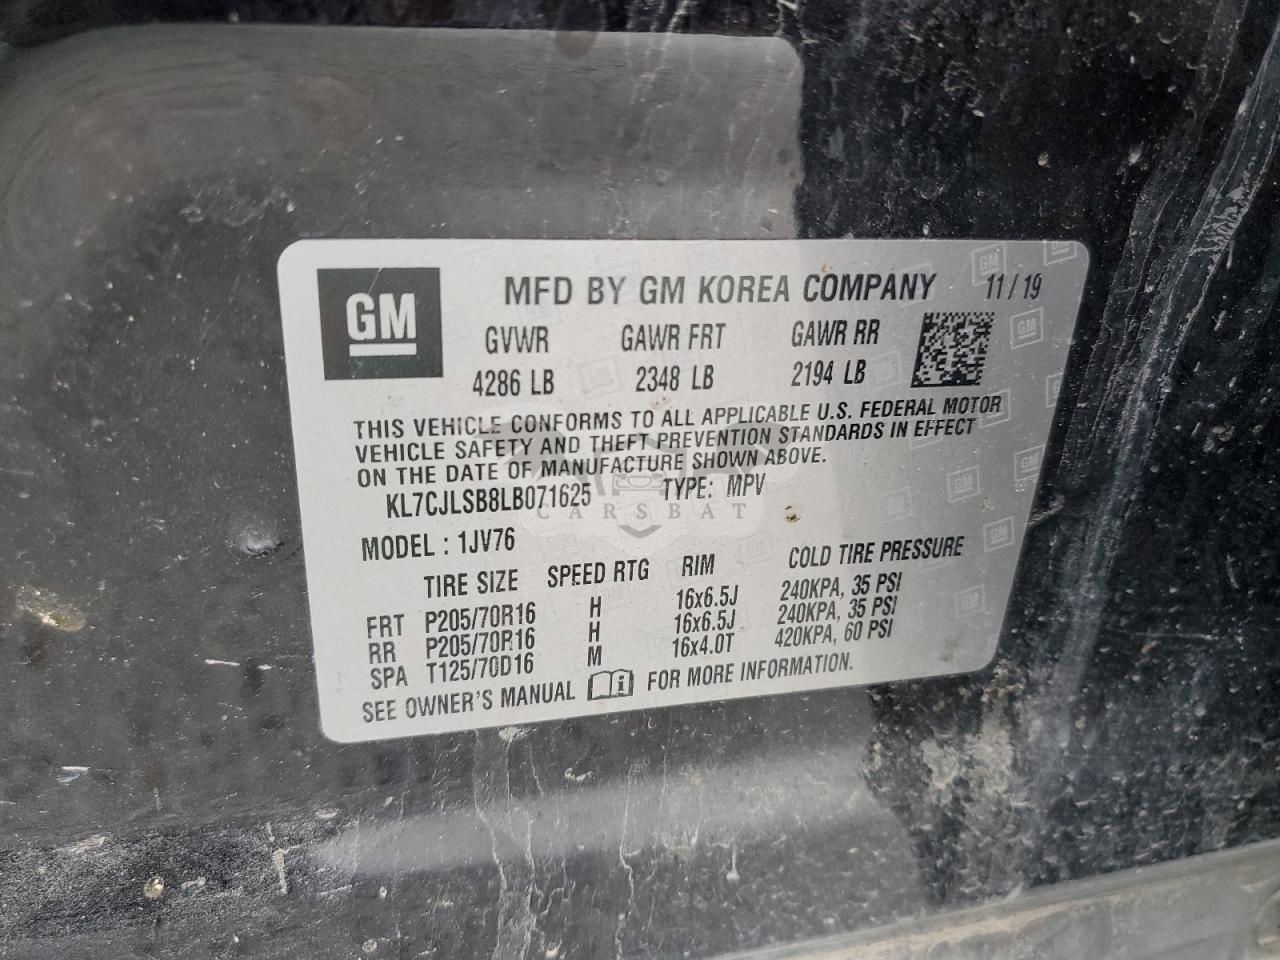 GM
MFD BY GM KOREA COMPANY 11/19
GVWR GAWR FRT GAWR RR
4286 LB 2348 LB 2194 LB
THIS VEHICLE CONFORMS TO ALL APPLICABLE U.S. FEDERAL MOTOR
VEHICLE SAFETY AND THEFT PREVENTION STANDARDS IN EFFECT
ON THE DATE OF MANUFACTURE SHOWN ABOVE.
KL7CJLSB8LB071625 TYPE: MPV
CARSBAT
MODEL : 1JV76
TIRE SIZE SPEED RTG RIM COLD TIRE PRESSURE
FRT P205/70R16 H 16x6.5J 240KPA, 35 PSI
RR P205/70R16 H 16x6.5J 240KPA, 35 PSI
SPA T125/70D16 M 16x4.0T 420KPA, 60 PSI
SEE OWNER'S MANUAL i FOR MORE INFORMATION.